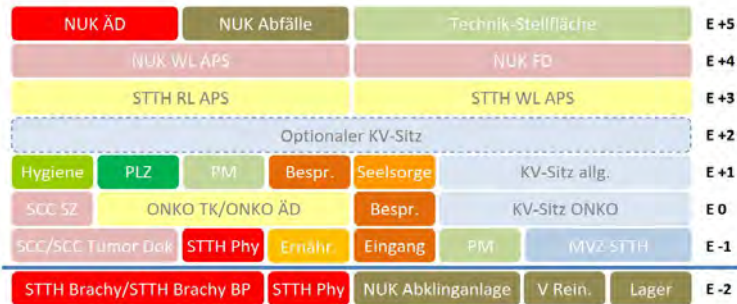 NUK ÄD NUK Abfälle Technik-Stellfläche E +5
NUK WL APS NUK FD E +4
STTH RL APS STTH WL APS E +3
Optionaler KV-Sitz E +2
Hygiene PLZ PM Bespr. Seelsorge KV-Sitz allg. E +1
SCC SZ ONKO TK/ONKO ÄD Bespr. KV-Sitz ONKO E 0
SCC/SCC Tumor Dok STTH Phy Ernähr. Eingang PM MVZ STTH E -1
STTH Brachy/STTH Brachy BP STTH Phy NUK Abklinganlage V Rein. Lager E -2